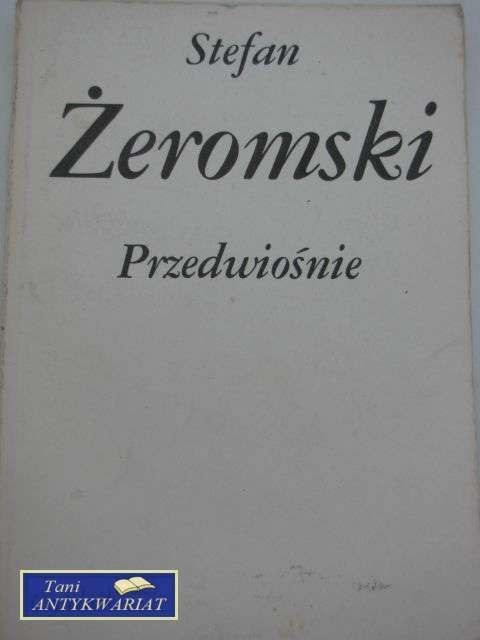 Stefan
Żeromski
Przedwiośnie
Tani
ANTYKWARIAT